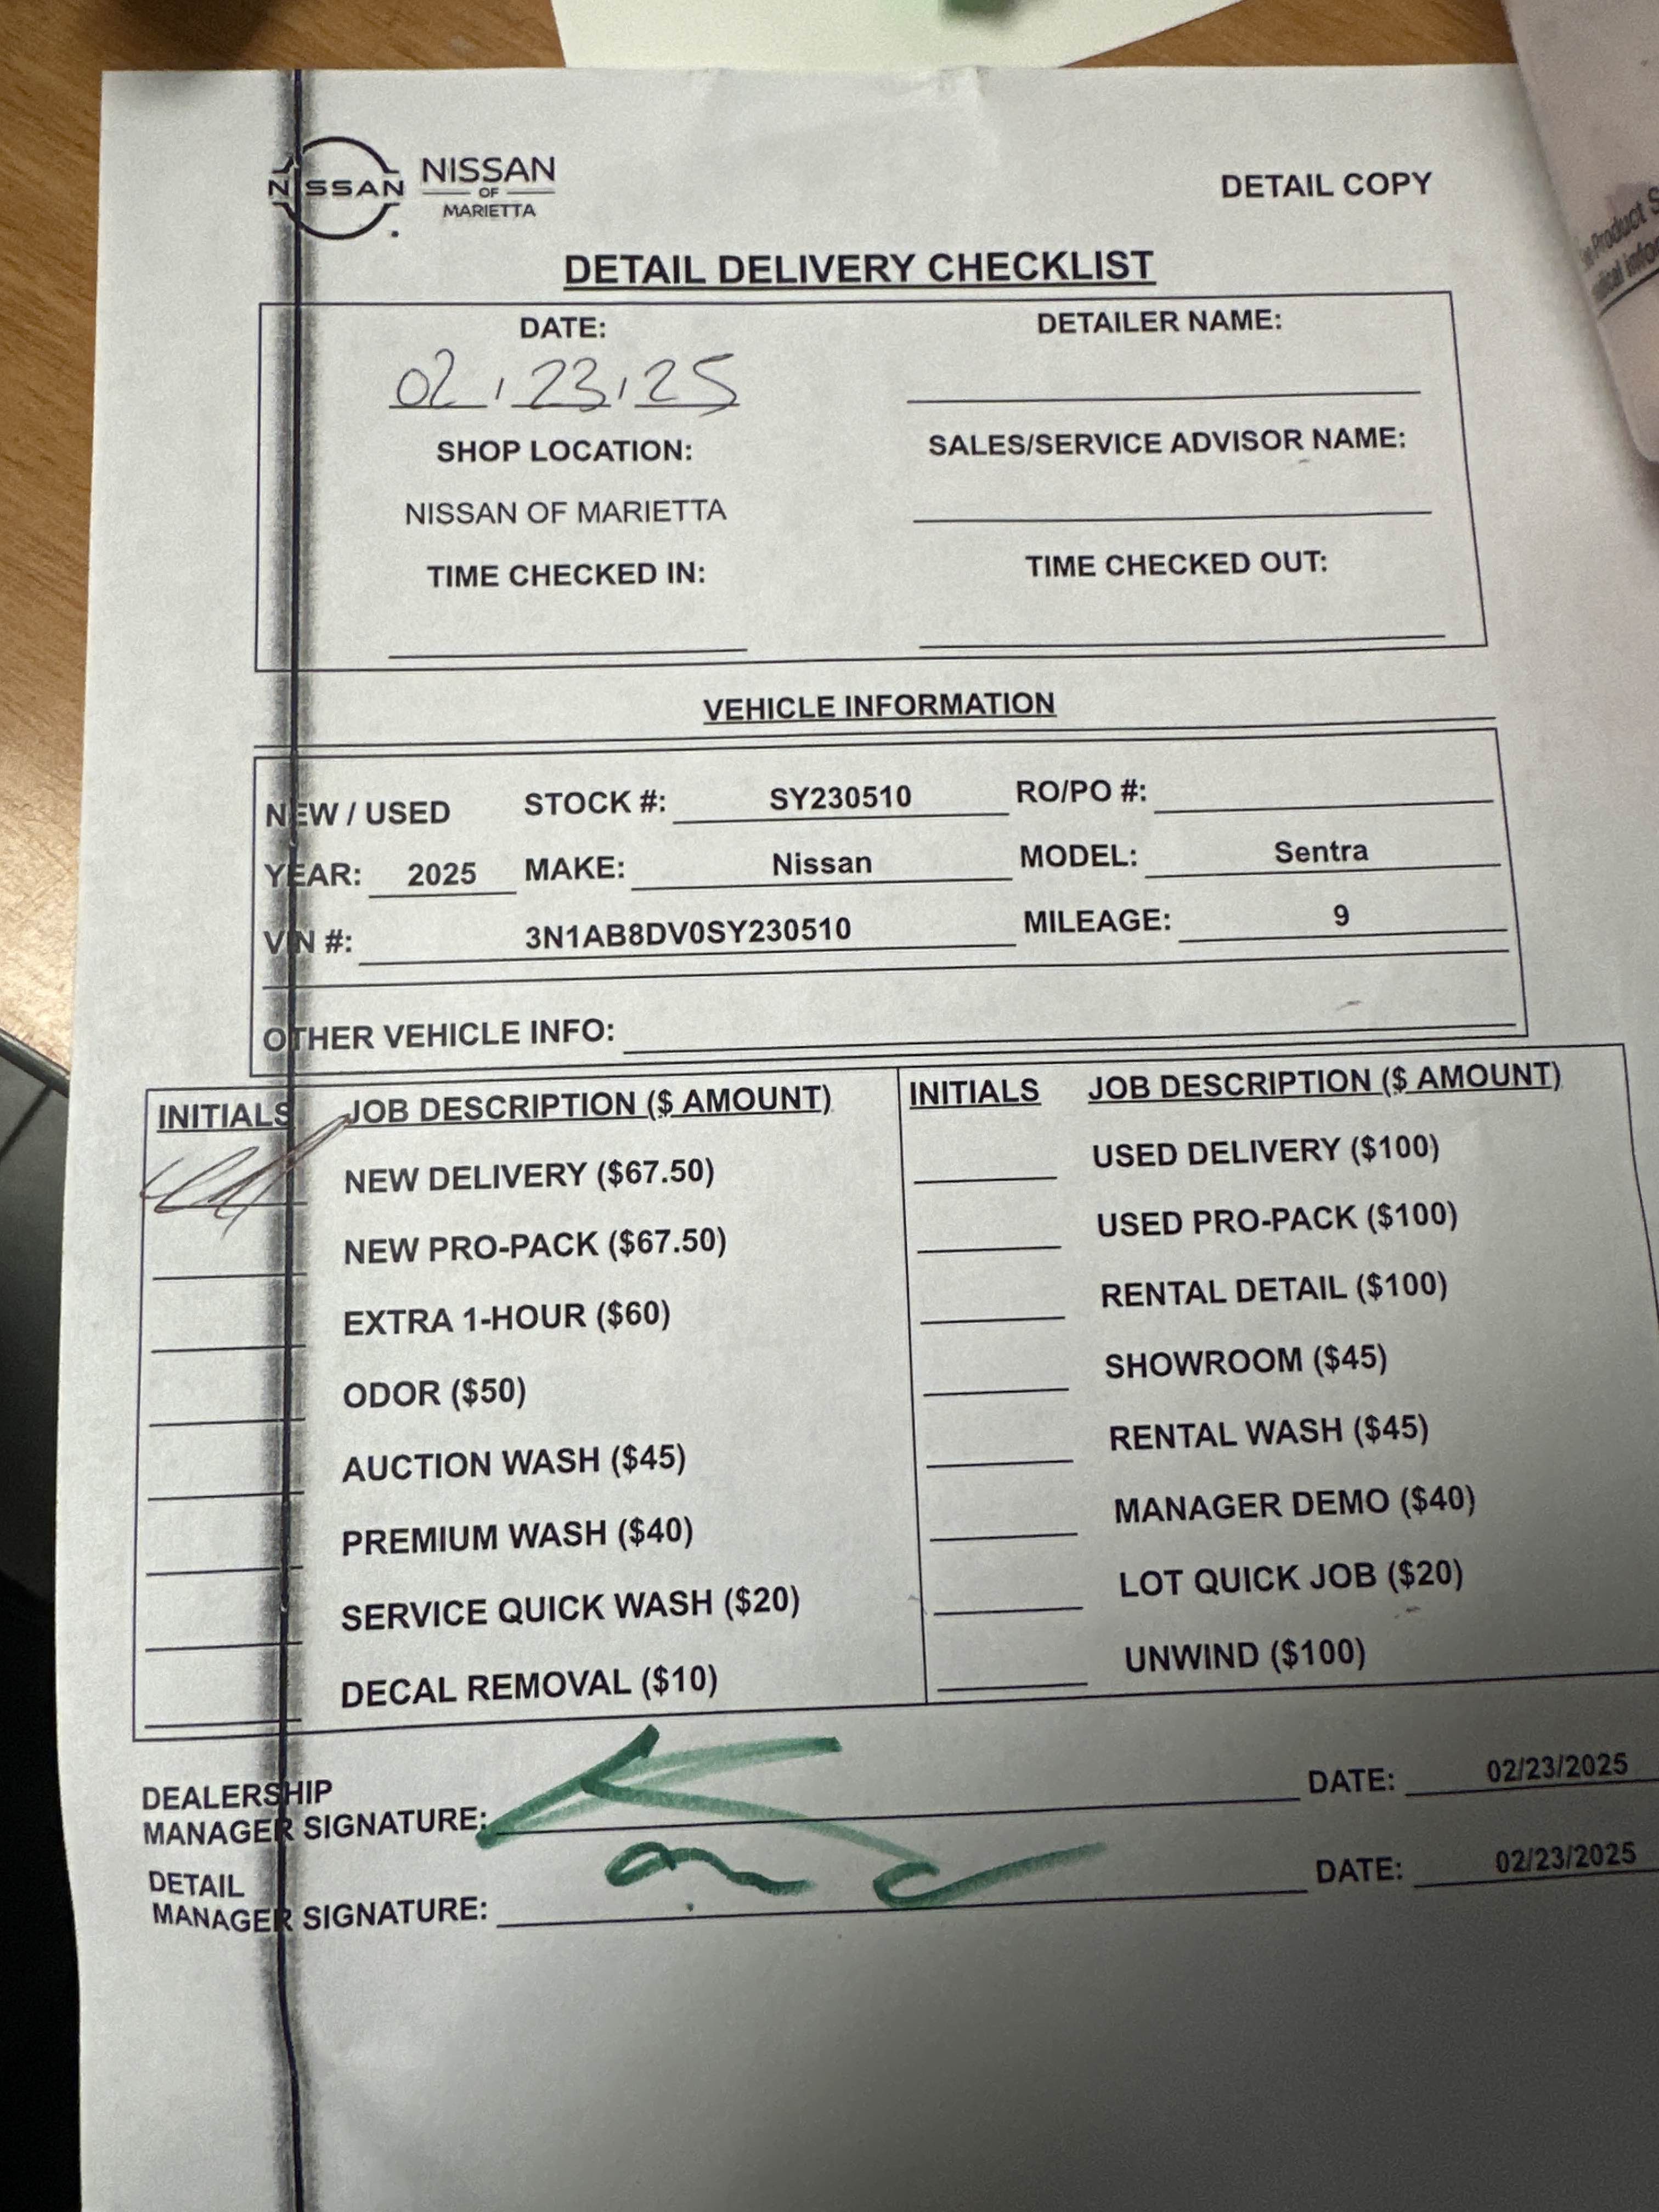 NISSAN
NISSAN
OF
MARIETTA
DETAIL COPY
DETAIL DELIVERY CHECKLIST
DATE: DETAILER NAME:
02 / 23 / 25
SHOP LOCATION: SALES/SERVICE ADVISOR NAME:
NISSAN OF MARIETTA
TIME CHECKED IN: TIME CHECKED OUT:
VEHICLE INFORMATION
NEW / USED STOCK #: SY230510 RO/PO #:
YEAR: 2025 MAKE: Nissan MODEL: Sentra
VIN #: 3N1AB8DV0SY230510 MILEAGE: 9
OTHER VEHICLE INFO:
INITIALS JOB DESCRIPTION ($ AMOUNT) INITIALS JOB DESCRIPTION ($ AMOUNT)
NEW DELIVERY ($67.50) USED DELIVERY ($100)
NEW PRO-PACK ($67.50) USED PRO-PACK ($100)
EXTRA 1-HOUR ($60) RENTAL DETAIL ($100)
ODOR ($50) SHOWROOM ($45)
AUCTION WASH ($45) RENTAL WASH ($45)
PREMIUM WASH ($40) MANAGER DEMO ($40)
SERVICE QUICK WASH ($20) LOT QUICK JOB ($20)
DECAL REMOVAL ($10) UNWIND ($100)
DEALERSHIP
MANAGER SIGNATURE: DATE: 02/23/2025
DETAIL
MANAGER SIGNATURE: DATE: 02/23/2025
Product